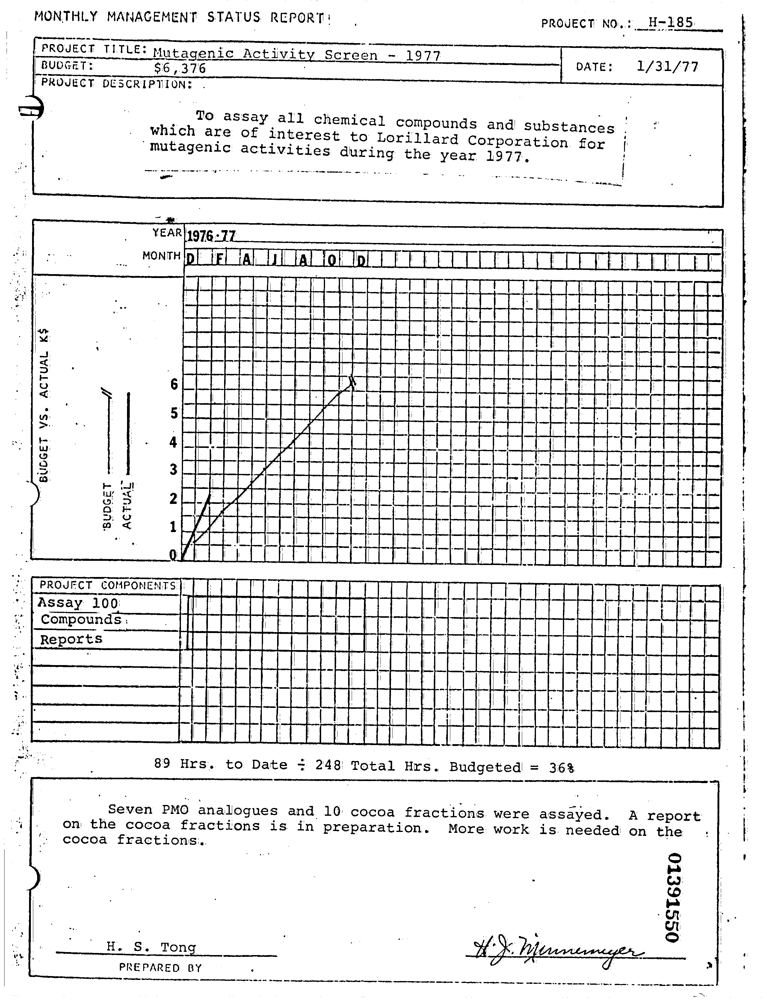 MONTHLY MANAGEMENT STATUS REPORT:
PROJECT NO.: H-185
PROJECT TITLE: Mutagenic Activity Screen - 1977
BUDGET: $6,376
DATE: 1/31/77
PROJECT DESCRIPTION:
To assay all chemical compounds and substances
which are of interest to Lorillard Corporation for
mutagenic activities during the year 1977.
YEAR 1976-77
MONTH D F A J A O D
BUDGET VS. ACTUAL K$
BUDGET
ACTUAL
6
5
4
3
2
1
0
PROJECT COMPONENTS
Assay 100
Compounds
Reports
89 Hrs. to Date ÷ 248 Total Hrs. Budgeted = 36%
Seven PMO analogues and 10 cocoa fractions were assayed. A report
on the cocoa fractions is in preparation. More work is needed on the
cocoa fractions.
01391550
H. S. Tong
H. J. Minnemeyer
PREPARED BY